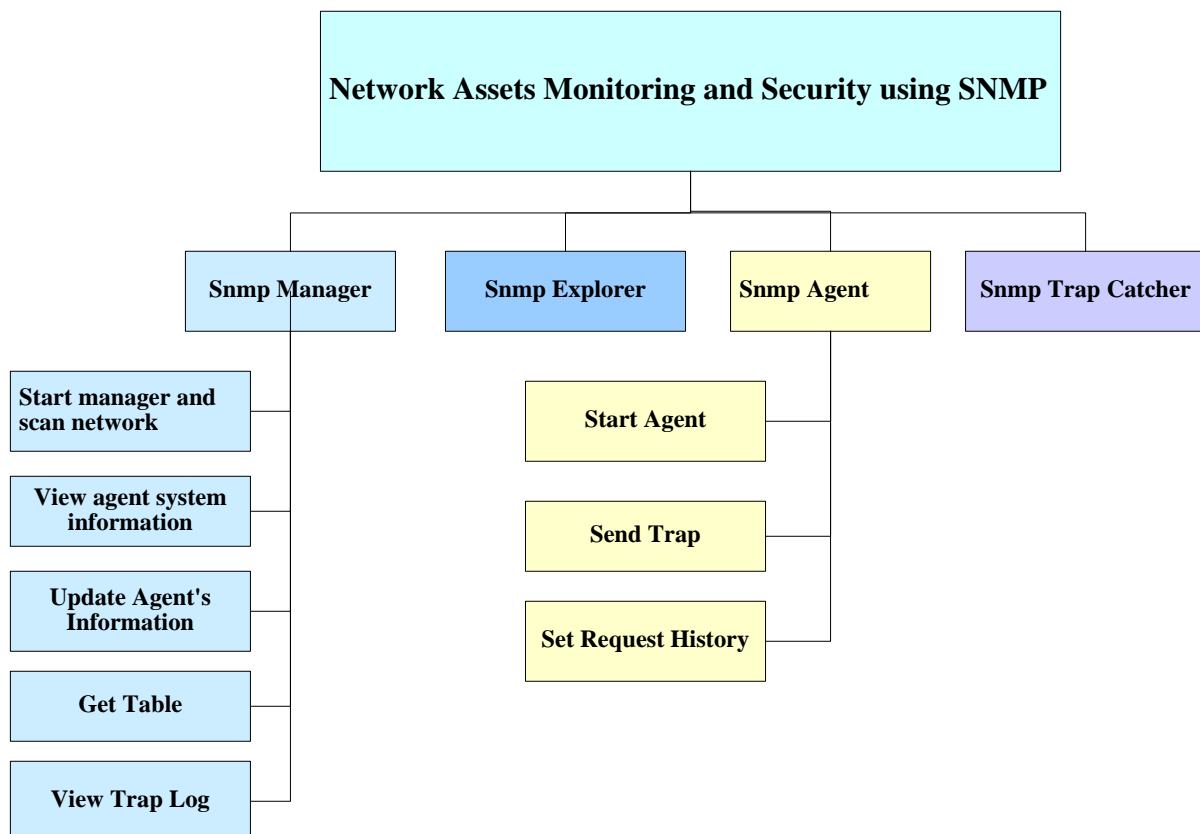 Network Assets Monitoring and Security using SNMP
Snmp Manager
Snmp Explorer
Snmp Agent
Snmp Trap Catcher
Start manager and
scan network
View agent system
information
Update Agent's
Information
Get Table
View Trap Log
Start Agent
Send Trap
Set Request History